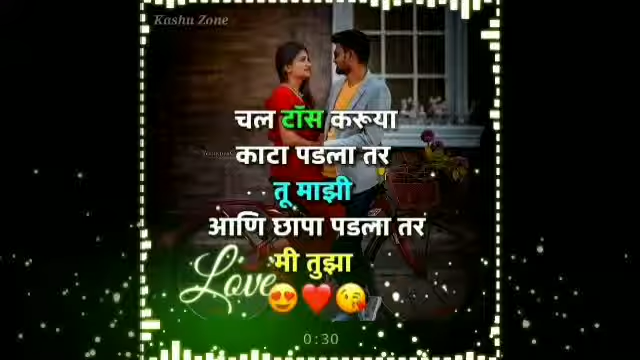 Kashu Zone
चल टॉस करूया
काटा पडला तर
तू माझी
आणि छापा पडला तर
मी तुझा
Love
😍❤️😘
0:30